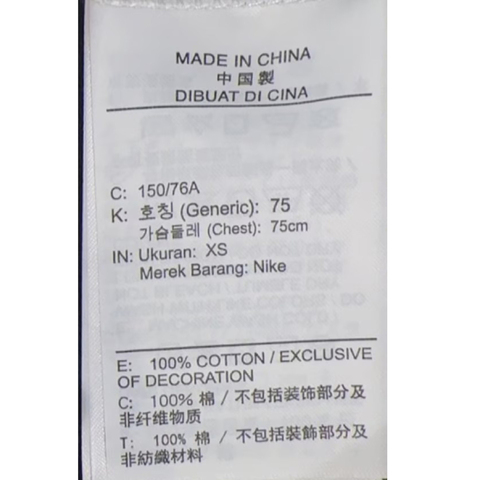 MADE IN CHINA
中国製
DIBUAT DI CINA
C: 150/76A
K: 호칭 (Generic): 75
가슴둘레 (Chest): 75cm
IN: Ukuran: XS
Merek Barang: Nike
E: 100% COTTON / EXCLUSIVE
OF DECORATION
C: 100% 棉 / 不包括装饰部分及
非纤维物质
T: 100% 棉 / 不包括裝飾部分及
非紡織材料